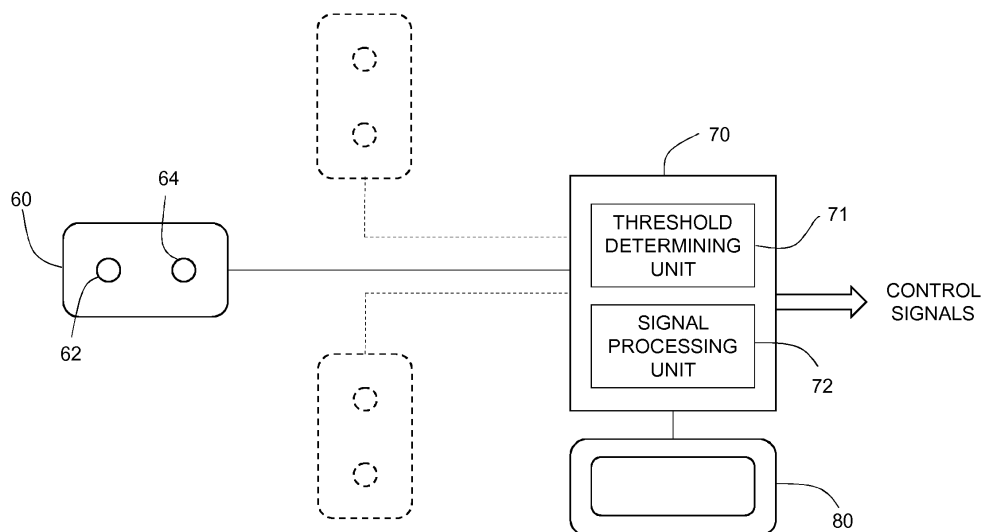 70
64
60
THRESHOLD
DETERMINING
UNIT
71
CONTROL
SIGNALS
62
SIGNAL
PROCESSING
UNIT
72
80